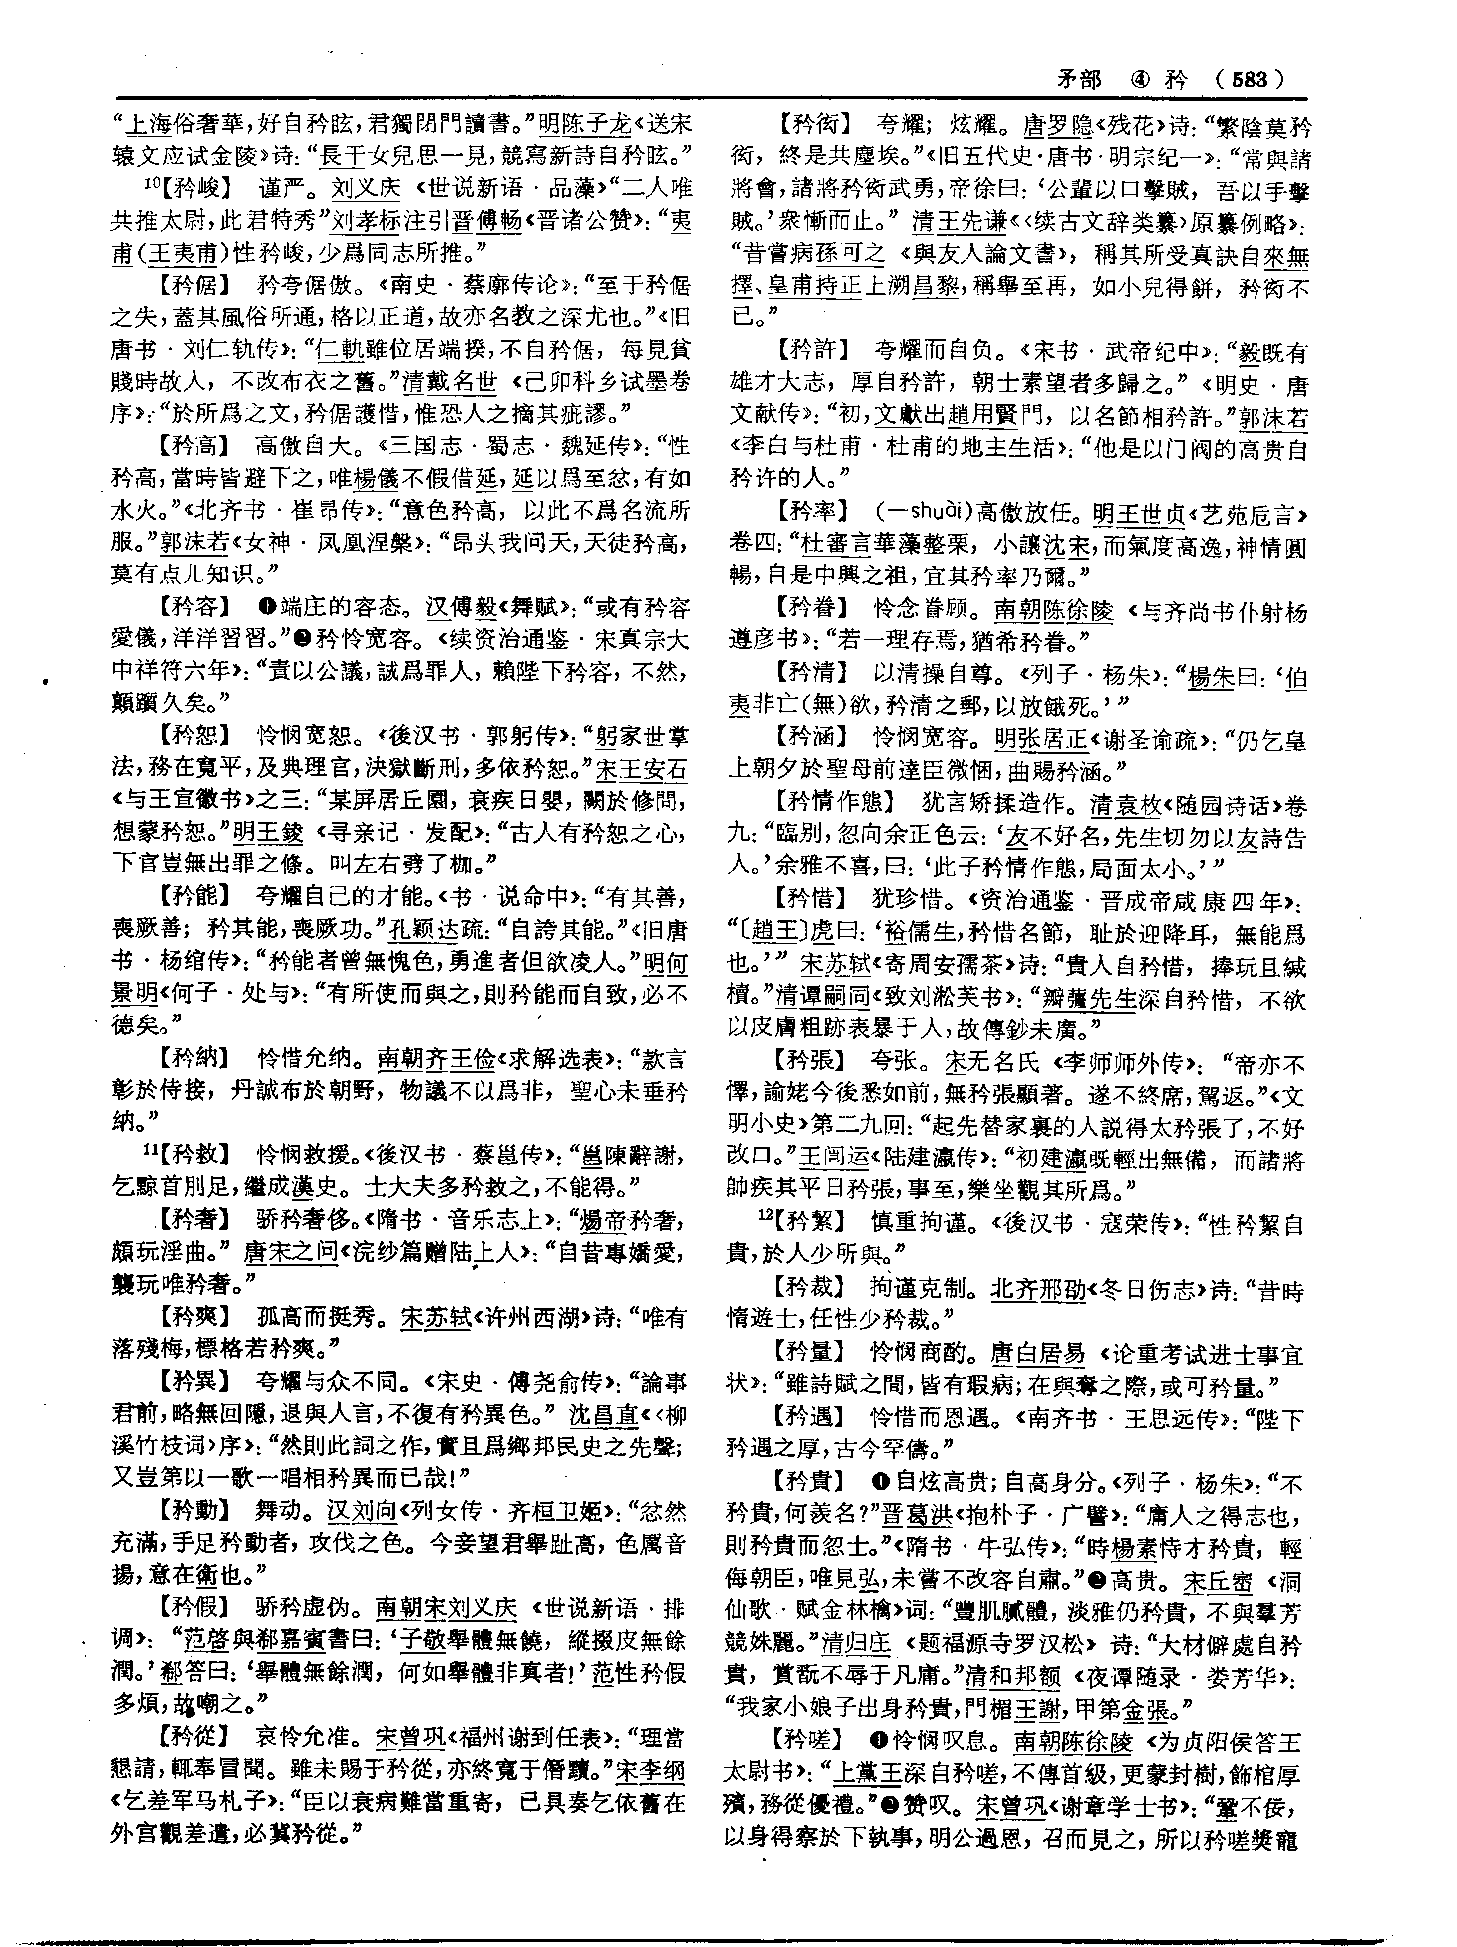 矛部　④　矜　（583）
“上海俗奢華，好自矜眩，君獨閉門讀書。”明陈子龙《送宋
辕文应试金陵》诗：“長干女兒思一見，競寫新詩自矜眩。”
10【矜峻】　谨严。刘义庆《世说新语·品藻》“二人唯
共推太尉，此君特秀”刘孝标注引晋傅畅《晋诸公赞》：“夷
甫（王夷甫）性矜峻，少爲同志所推。”
【矜倨】　矜夸倨傲。《南史·蔡廓传论》：“至于矜倨
之失，蓋其風俗所通，格以正道，故亦名教之深尤也。”《旧
唐书·刘仁轨传》：“仁軌雖位居端揆，不自矜倨，每見貧
賤時故人，不改布衣之舊。”清戴名世《己卯科乡试墨卷
序》：“於所爲之文，矜倨護惜，惟恐人之摘其疵謬。”
【矜高】　高傲自大。《三国志·蜀志·魏延传》：“性
矜高，當時皆避下之，唯楊儀不假借延，延以爲至忿，有如
水火。”《北齐书·崔昂传》：“意色矜高，以此不爲名流所
服。”郭沫若《女神·凤凰涅槃》：“昂头我问天，天徒矜高，
莫有点儿知识。”
【矜容】　❶端庄的容态。汉傅毅《舞赋》：“或有矜容
愛儀，洋洋習習。”❷矜怜宽容。《续资治通鉴·宋真宗大
中祥符六年》：“責以公議，誠爲罪人，賴陛下矜容，不然，
顛躓久矣。”
【矜恕】　怜悯宽恕。《後汉书·郭躬传》：“躬家世掌
法，務在寬平，及典理官，決獄斷刑，多依矜恕。”宋王安石
《与王宣徽书》之三：“某屏居丘園，衰疾日嬰，闕於修問，
想蒙矜恕。”明王錂《寻亲记·发配》：“古人有矜恕之心，
下官豈無出罪之條。叫左右劈了枷。”
【矜能】　夸耀自己的才能。《书·说命中》：“有其善，
喪厥善；矜其能，喪厥功。”孔颖达疏：“自誇其能。”《旧唐
书·杨绾传》：“矜能者曾無愧色，勇進者但欲凌人。”明何
景明《何子·处与》：“有所使而與之，則矜能而自致，必不
德矣。”
【矜納】　怜惜允纳。南朝齐王俭《求解选表》：“款言
彰於侍接，丹誠布於朝野，物議不以爲非，聖心未垂矜
納。”
11【矜救】　怜悯救援。《後汉书·蔡邕传》：“邕陳辭謝，
乞黥首刖足，繼成漢史。士大夫多矜救之，不能得。”
【矜奢】　骄矜奢侈。《隋书·音乐志上》：“煬帝矜奢，
頗玩淫曲。”唐宋之问《浣纱篇赠陆上人》：“自昔專嬌愛，
襲玩唯矜奢。”
【矜爽】　孤高而挺秀。宋苏轼《许州西湖》诗：“唯有
落殘梅，標格若矜爽。”
【矜異】　夸耀与众不同。《宋史·傅尧俞传》：“論事
君前，略無回隱，退與人言，不復有矜異色。”沈昌直《〈柳
溪竹枝词〉序》：“然則此詞之作，實且爲鄉邦民史之先聲；
又豈第以一歌一唱相矜異而已哉！”
【矜動】　舞动。汉刘向《列女传·齐桓卫姬》：“忿然
充滿，手足矜動者，攻伐之色。今妾望君舉趾高，色厲音
揚，意在衛也。”
【矜假】　骄矜虚伪。南朝宋刘义庆《世说新语·排
调》：“范啓與郗嘉賓書曰：‘子敬舉體無饒，縱掇皮無餘
潤。’郗答曰：‘舉體無餘潤，何如舉體非真者！’范性矜假
多煩，故嘲之。”
【矜從】　哀怜允准。宋曾巩《福州谢到任表》：“理當
懇請，輒奉冒聞。雖未賜于矜從，亦終寬于僭黷。”宋李纲
《乞差军马札子》：“臣以衰病難當重寄，已具奏乞依舊在
外宫觀差遣，必冀矜從。”
【矜衒】　夸耀；炫耀。唐罗隐《残花》诗：“繁陰莫矜
衒，終是共塵埃。”《旧五代史·唐书·明宗纪一》：“常與諸
將會，諸將矜衒武勇，帝徐曰：‘公輩以口擊賊，吾以手擊
賊。’衆慚而止。”清王先谦《〈续古文辞类纂〉原纂例略》：
“昔嘗病孫可之《與友人論文書》，稱其所受真訣自來無
擇、皇甫持正上溯昌黎，稱舉至再，如小兒得餅，矜衒不
已。”
【矜許】　夸耀而自负。《宋书·武帝纪中》：“毅既有
雄才大志，厚自矜許，朝士素望者多歸之。”《明史·唐
文献传》：“初，文獻出趙用賢門，以名節相矜許。”郭沫若
《李白与杜甫·杜甫的地主生活》：“他是以门阀的高贵自
矜许的人。”
【矜率】　（—shuài）高傲放任。明王世贞《艺苑卮言》
卷四：“杜審言華藻整栗，小讓沈宋，而氣度高逸，神情圓
暢，自是中興之祖，宜其矜率乃爾。”
【矜眷】　怜念眷顾。南朝陈徐陵《与齐尚书仆射杨
遵彦书》：“若一理存焉，猶希矜眷。”
【矜清】　以清操自尊。《列子·杨朱》：“楊朱曰：‘伯
夷非亡（無）欲，矜清之郵，以放餓死。’”
【矜涵】　怜悯宽容。明张居正《谢圣谕疏》：“仍乞皇
上朝夕於聖母前達臣微悃，曲賜矜涵。”
【矜情作態】　犹言矫揉造作。清袁枚《随园诗话》卷
九：“臨别，忽向余正色云：‘友不好名，先生切勿以友詩告
人。’余雅不喜，曰：‘此子矜情作態，局面太小。’”
【矜惜】　犹珍惜。《资治通鉴·晋成帝咸康四年》：
“〔趙王〕虎曰：‘裕儒生，矜惜名節，耻於迎降耳，無能爲
也。’”宋苏轼《寄周安孺茶》诗：“貴人自矜惜，捧玩且緘
櫝。”清谭嗣同《致刘淞芙书》：“瓣薑先生深自矜惜，不欲
以皮膚粗跡表暴于人，故傳鈔未廣。”
【矜張】　夸张。宋无名氏《李师师外传》：“帝亦不
懌，諭姥今後悉如前，無矜張顯著。遂不終席，駕返。”《文
明小史》第二九回：“起先替家裏的人説得太矜張了，不好
改口。”王闿运《陆建瀛传》：“初建瀛既輕出無備，而諸將
帥疾其平日矜張，事至，樂坐觀其所爲。”
12【矜絜】　慎重拘谨。《後汉书·寇荣传》：“性矜絜自
貴，於人少所與。”
【矜裁】　拘谨克制。北齐邢劭《冬日伤志》诗：“昔時
惰遊士，任性少矜裁。”
【矜量】　怜悯商酌。唐白居易《论重考试进士事宜
状》：“雖詩賦之間，皆有瑕病；在與奪之際，或可矜量。”
【矜遇】　怜惜而恩遇。《南齐书·王思远传》：“陛下
矜遇之厚，古今罕儔。”
【矜貴】　❶自炫高贵；自高身分。《列子·杨朱》：“不
矜貴，何羨名？”晋葛洪《抱朴子·广譬》：“庸人之得志也，
則矜貴而忽士。”《隋书·牛弘传》：“時楊素恃才矜貴，輕
侮朝臣，唯見弘，未嘗不改容自肅。”❷高贵。宋丘崈《洞
仙歌·赋金林檎》词：“豐肌膩體，淡雅仍矜貴，不與羣芳
競姝麗。”清归庄《题福源寺罗汉松》诗：“大材僻處自矜
貴，賞翫不辱于凡庸。”清和邦额《夜谭随录·娄芳华》：
“我家小娘子出身矜貴，門楣王謝，甲第金張。”
【矜嗟】　❶怜悯叹息。南朝陈徐陵《为贞阳侯答王
太尉书》：“上黨王深自矜嗟，不傳首級，更蒙封樹，飾棺厚
殯，務從優禮。”❷赞叹。宋曾巩《谢章学士书》：“鞏不佞，
以身得察於下執事，明公過恩，召而見之，所以矜嗟奬寵